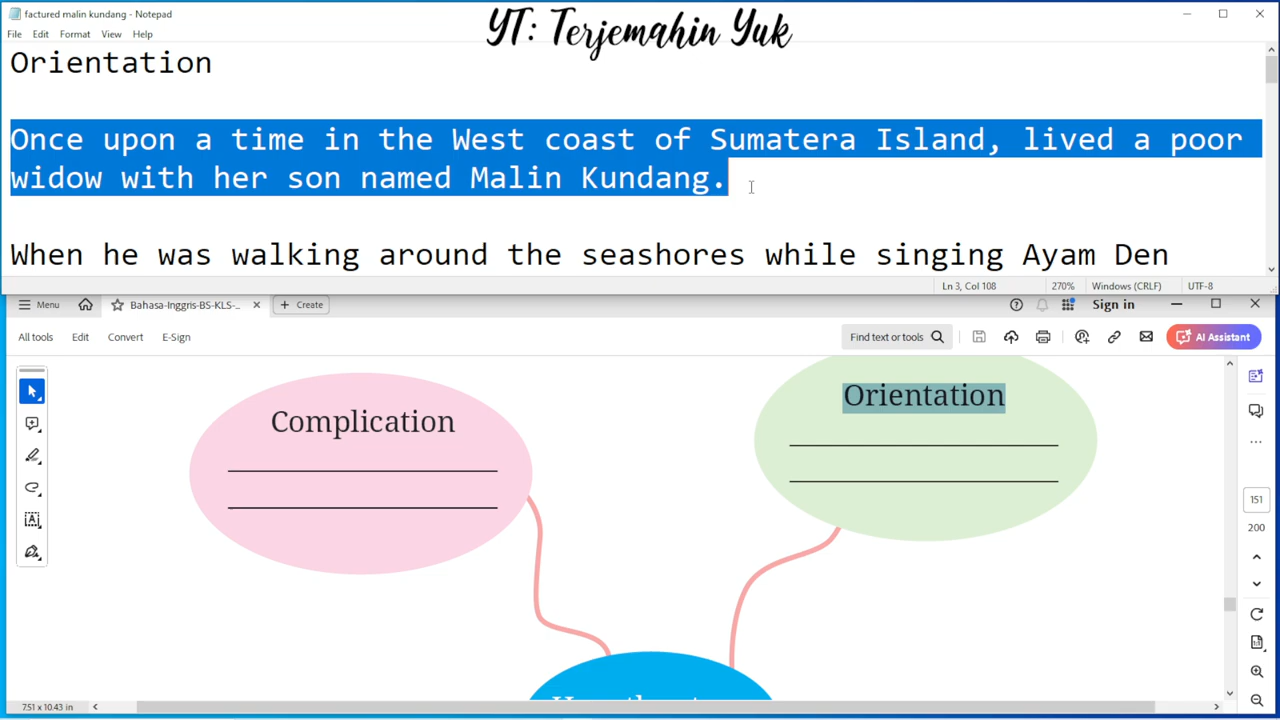 factured malin kundang - Notepad
YT: Terjemahin Yuk
File Edit Format View Help
Orientation
Once upon a time in the West coast of Sumatera Island, lived a poor
widow with her son named Malin Kundang.
When he was walking around the seashores while singing Ayam Den
Ln 3, Col 108 270% Windows (CRLF) UTF-8
Menu Bahasa-Inggris-BS-KLS-... Create Sign in
All tools Edit Convert E-Sign Find text or tools AI Assistant
Orientation
Complication
151
200
7.51 x 10.43 in